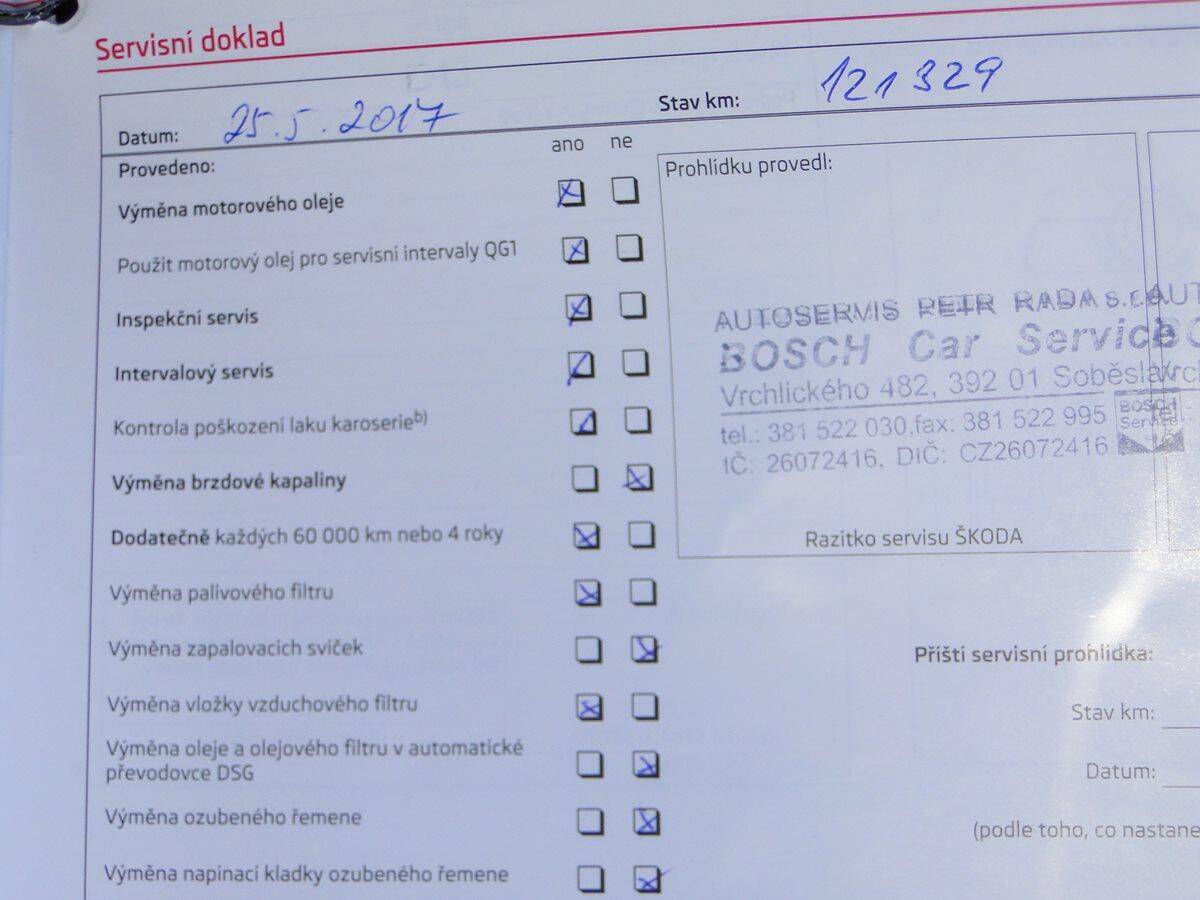 Servisní doklad
Datum: 25.5.2017
Stav km: 121 329
Provedeno:
ano ne
Výměna motorového oleje
Použit motorový olej pro servisní intervaly QG1
Inspekční servis
Intervalový servis
Kontrola poškození laku karoserie b)
Výměna brzdové kapaliny
Dodatečně každých 60 000 km nebo 4 roky
Výměna palivového filtru
Výměna zapalovacích svíček
Výměna vložky vzduchového filtru
Výměna oleje a olejového filtru v automatické
převodovce DSG
Výměna ozubeného řemene
Výměna napínací kladky ozubeného řemene
Prohlídku provedl:
AUTOSERVIS PETR RADA s.r.o.
BOSCH Car Service
Vrchlického 482, 392 01 Soběslav
tel.: 381 522 030, fax: 381 522 995
IČ: 26072416, DIČ: CZ26072416
BOSCH
Service
Razítko servisu ŠKODA
Příští servisní prohlídka:
Stav km:
Datum:
(podle toho, co nastane